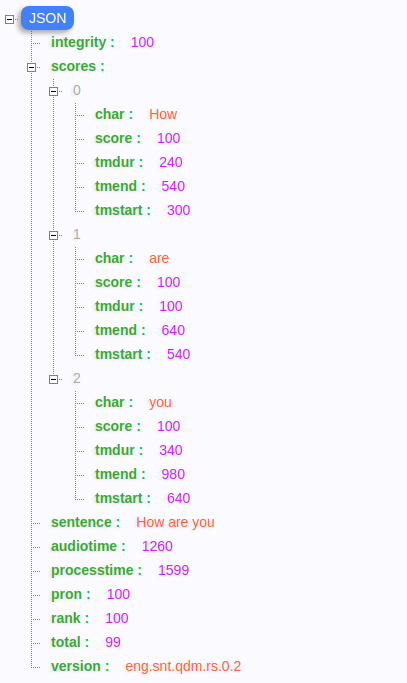 JSON
integrity : 100
scores :
0
char : How
score : 100
tmdur : 240
tmend : 540
tmstart : 300
1
char : are
score : 100
tmdur : 100
tmend : 640
tmstart : 540
2
char : you
score : 100
tmdur : 340
tmend : 980
tmstart : 640
sentence : How are you
audiotime : 1260
processtime : 1599
pron : 100
rank : 100
total : 99
version : eng.snt.qdm.rs.0.2